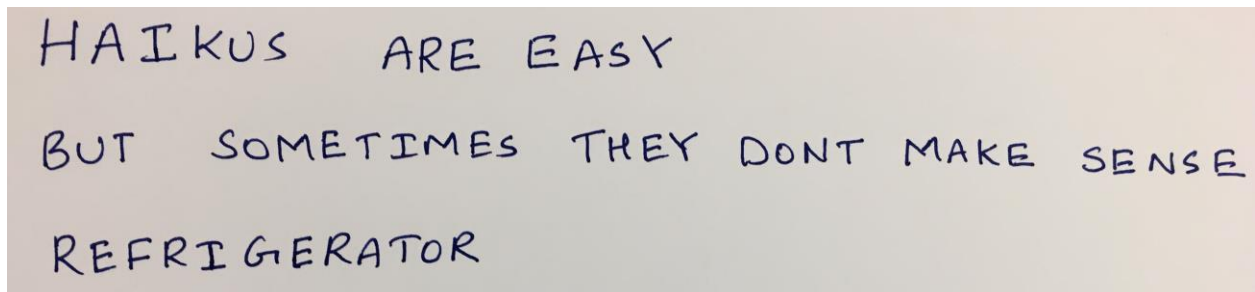 HAIKUS ARE EASY
BUT SOMETIMES THEY DONT MAKE SENSE
REFRIGERATOR